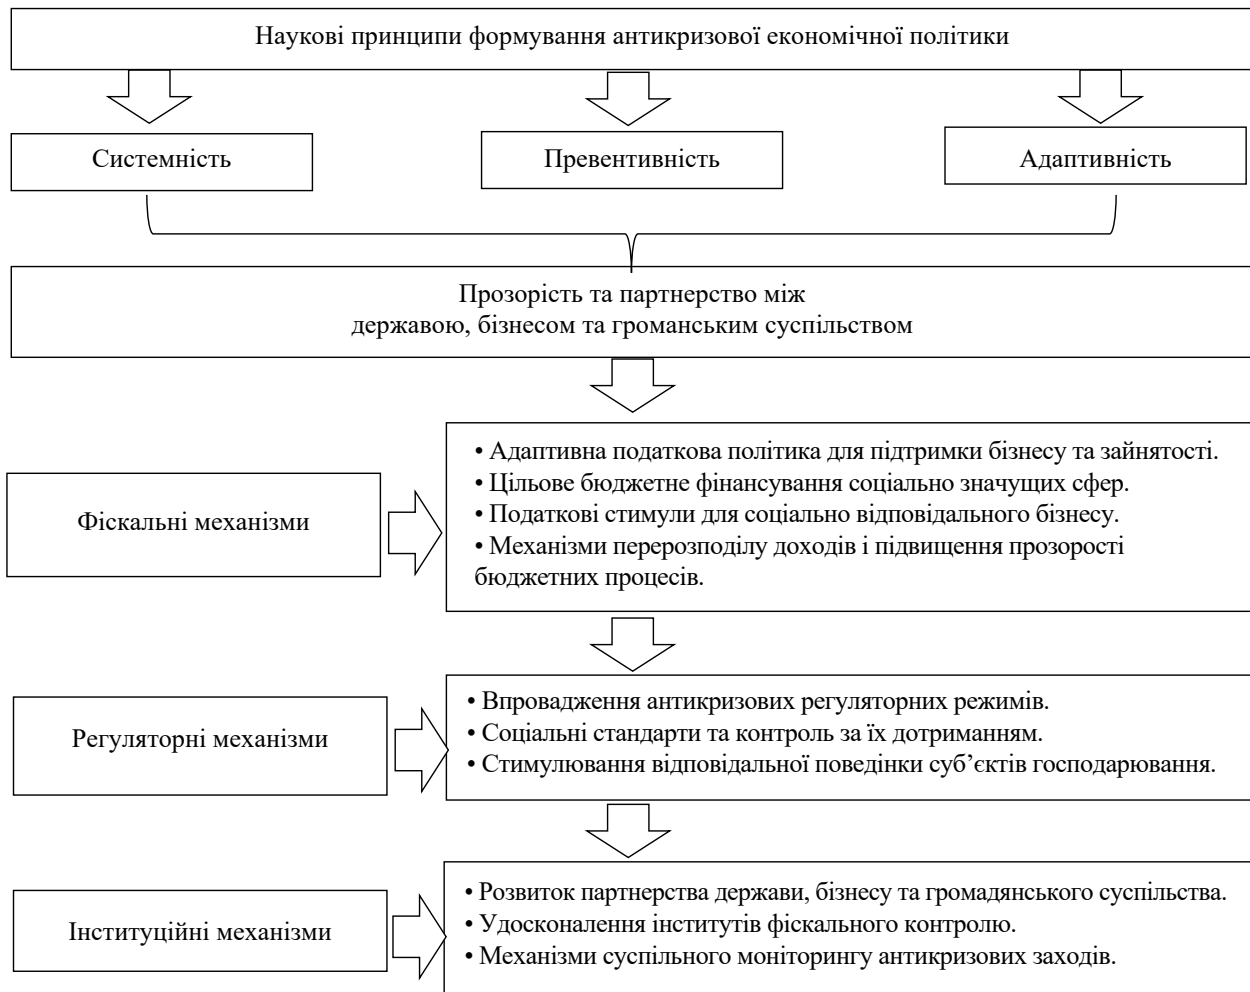 Наукові принципи формування антикризової економічної політики
Системність
Превентивність
Адаптивність
Прозорість та партнерство між
державою, бізнесом та громанським суспільством
Фіскальні механізми
• Адаптивна податкова політика для підтримки бізнесу та зайнятості.
• Цільове бюджетне фінансування соціально значущих сфер.
• Податкові стимули для соціально відповідального бізнесу.
• Механізми перерозподілу доходів і підвищення прозорості
бюджетних процесів.
Регуляторні механізми
• Впровадження антикризових регуляторних режимів.
• Соціальні стандарти та контроль за їх дотриманням.
• Стимулювання відповідальної поведінки суб’єктів господарювання.
Інституційні механізми
• Розвиток партнерства держави, бізнесу та громадянського суспільства.
• Удосконалення інститутів фіскального контролю.
• Механізми суспільного моніторингу антикризових заходів.